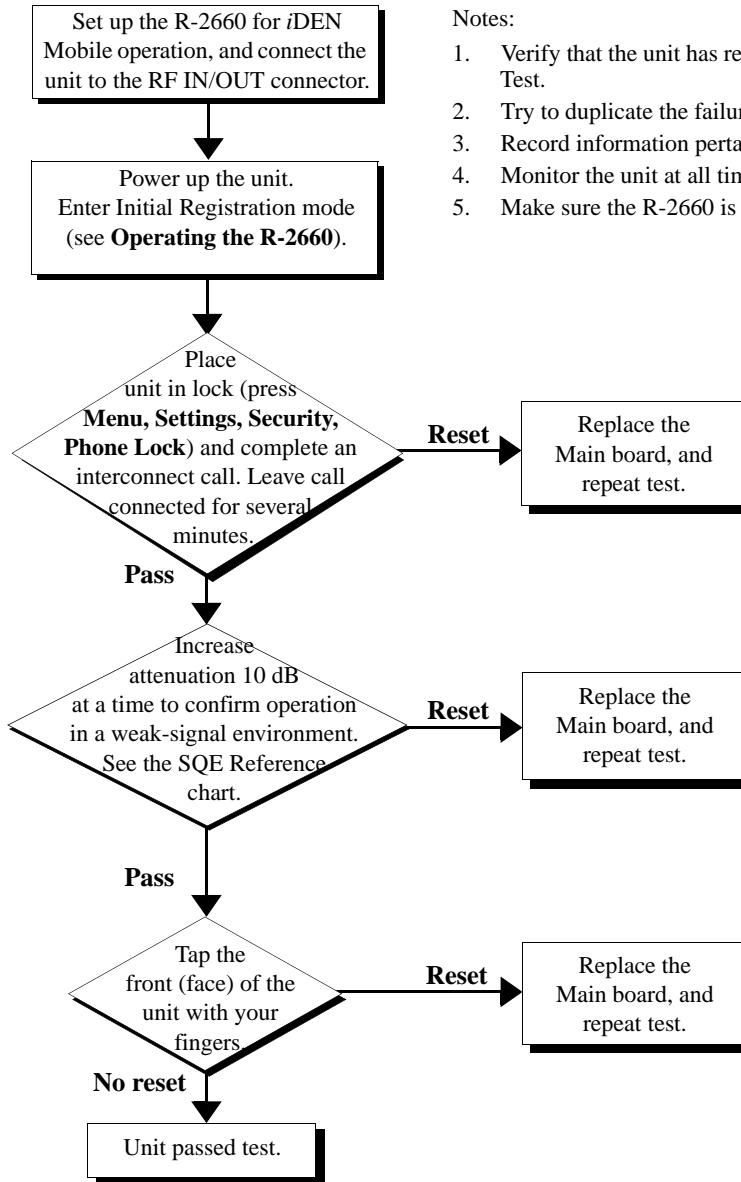 Set up the R-2660 for iDEN
Mobile operation, and connect the
unit to the RF IN/OUT connector.
Notes:
1. Verify that the unit has
Test.
2. Try to duplicate the
3. Record information
4. Monitor the unit at all
5. Make sure the R-2660 is
Power up the unit.
Enter Initial Registration mode
(see Operating the R-2660).
Place
unit in lock (press
Menu, Settings, Security,
Phone Lock) and complete an
interconnect call. Leave call
connected for several
minutes.
Reset
Replace the
Main board, and
repeat test.
Pass
Increase
attenuation 10 dB
at a time to confirm operation
in a weak-signal environment.
See the SQE Reference
chart.
Reset
Replace the
Main board, and
repeat test.
Pass
Tap the
front (face) of the
unit with your
fingers.
Reset
Replace the
Main board, and
repeat test.
No reset
Unit passed test.